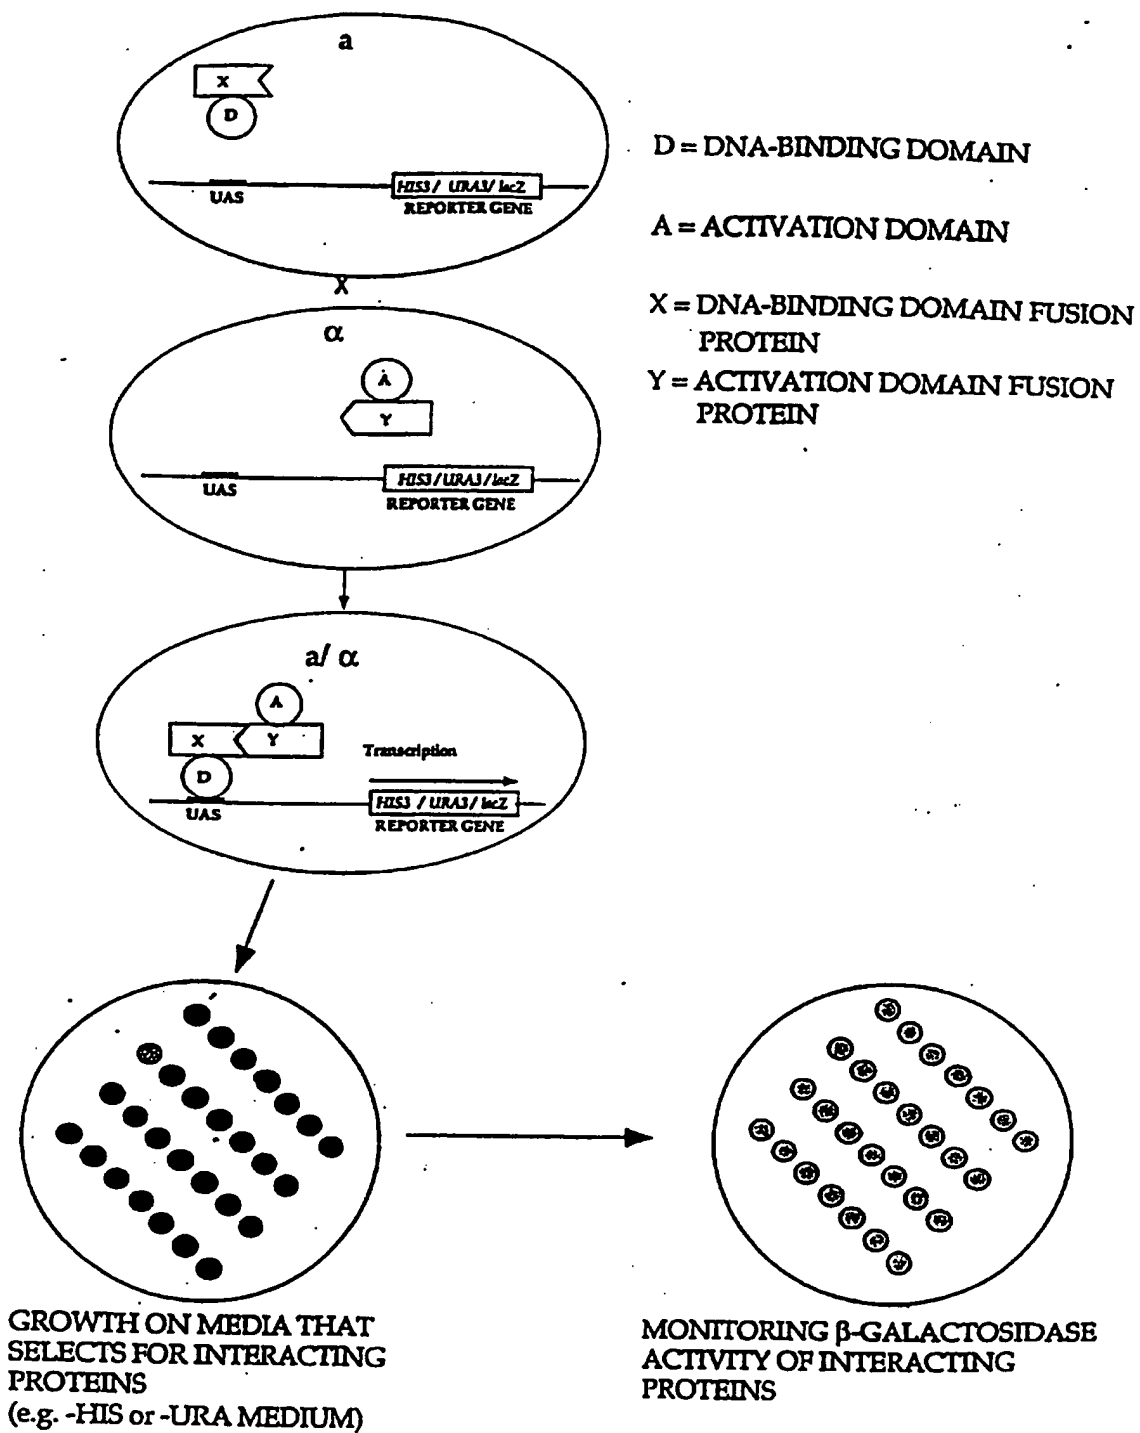 a
X
D
UAS
HIS3 / URA3/ lacZ
REPORTER GENE
X
α
A
Y
UAS
HIS3/URA3/lacZ
REPORTER GENE
a/ α
A
X
Y
D
Transcription
UAS
HIS3 / URA3/ lacZ
REPORTER GENE
D = DNA-BINDING DOMAIN
A = ACTIVATION DOMAIN
X = DNA-BINDING DOMAIN FUSION
PROTEIN
Y = ACTIVATION DOMAIN FUSION
PROTEIN
GROWTH ON MEDIA THAT
SELECTS FOR INTERACTING
PROTEINS
(e.g. -HIS or -URA MEDIUM)
MONITORING β-GALACTOSIDASE
ACTIVITY OF INTERACTING
PROTEINS